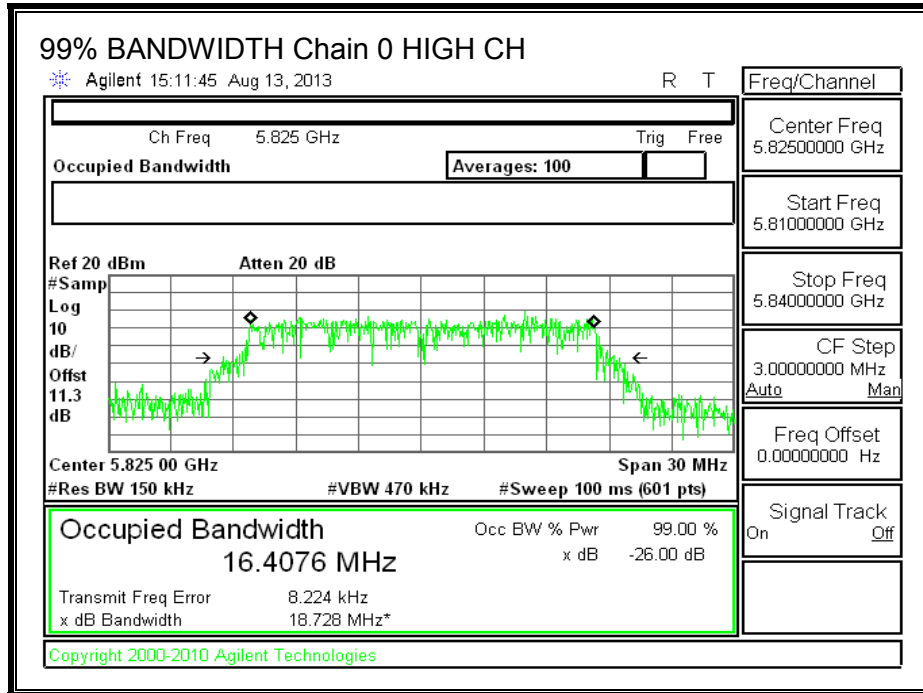 99% BANDWIDTH Chain 0 HIGH CH
Agilent 15:11:45 Aug 13, 2013 R T
Ch Freq 5.825 GHz Trig Free
Occupied Bandwidth Averages: 100
Ref 20 dBm Atten 20 dB
#Samp
Log
10
dB/
Offst
11.3
dB
Center 5.825 00 GHz Span 30 MHz
#Res BW 150 kHz #VBW 470 kHz #Sweep 100 ms (601 pts)
Occupied Bandwidth Occ BW % Pwr 99.00 %
16.4076 MHz x dB -26.00 dB
Transmit Freq Error 8.224 kHz
x dB Bandwidth 18.728 MHz*
Copyright 2000-2010 Agilent Technologies
Freq/Channel
Center Freq
5.82500000 GHz
Start Freq
5.81000000 GHz
Stop Freq
5.84000000 GHz
CF Step
3.00000000 MHz
Auto Man
Freq Offset
0.00000000 Hz
Signal Track
On Off